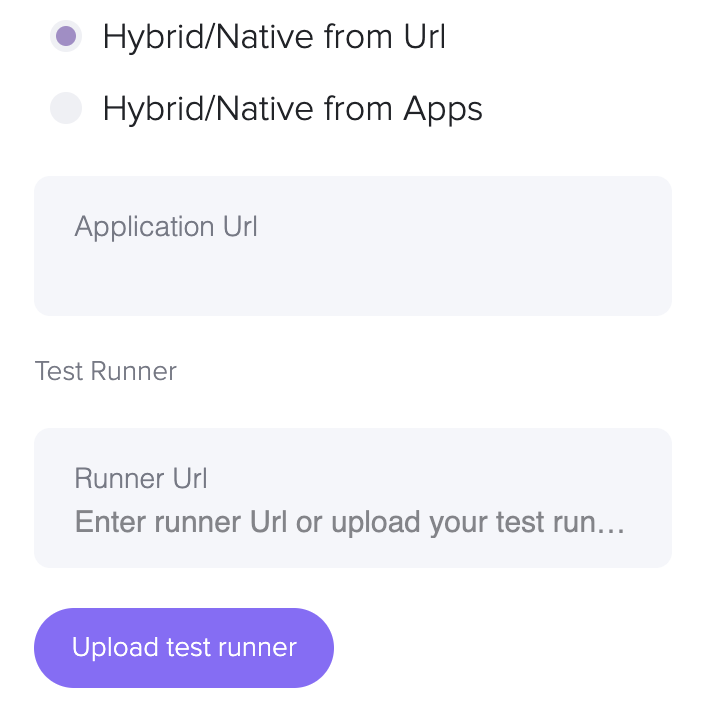 Hybrid/Native from Url
Hybrid/Native from Apps
Application Url
Test Runner
Runner Url
Enter runner Url or upload your test run...
Upload test runner